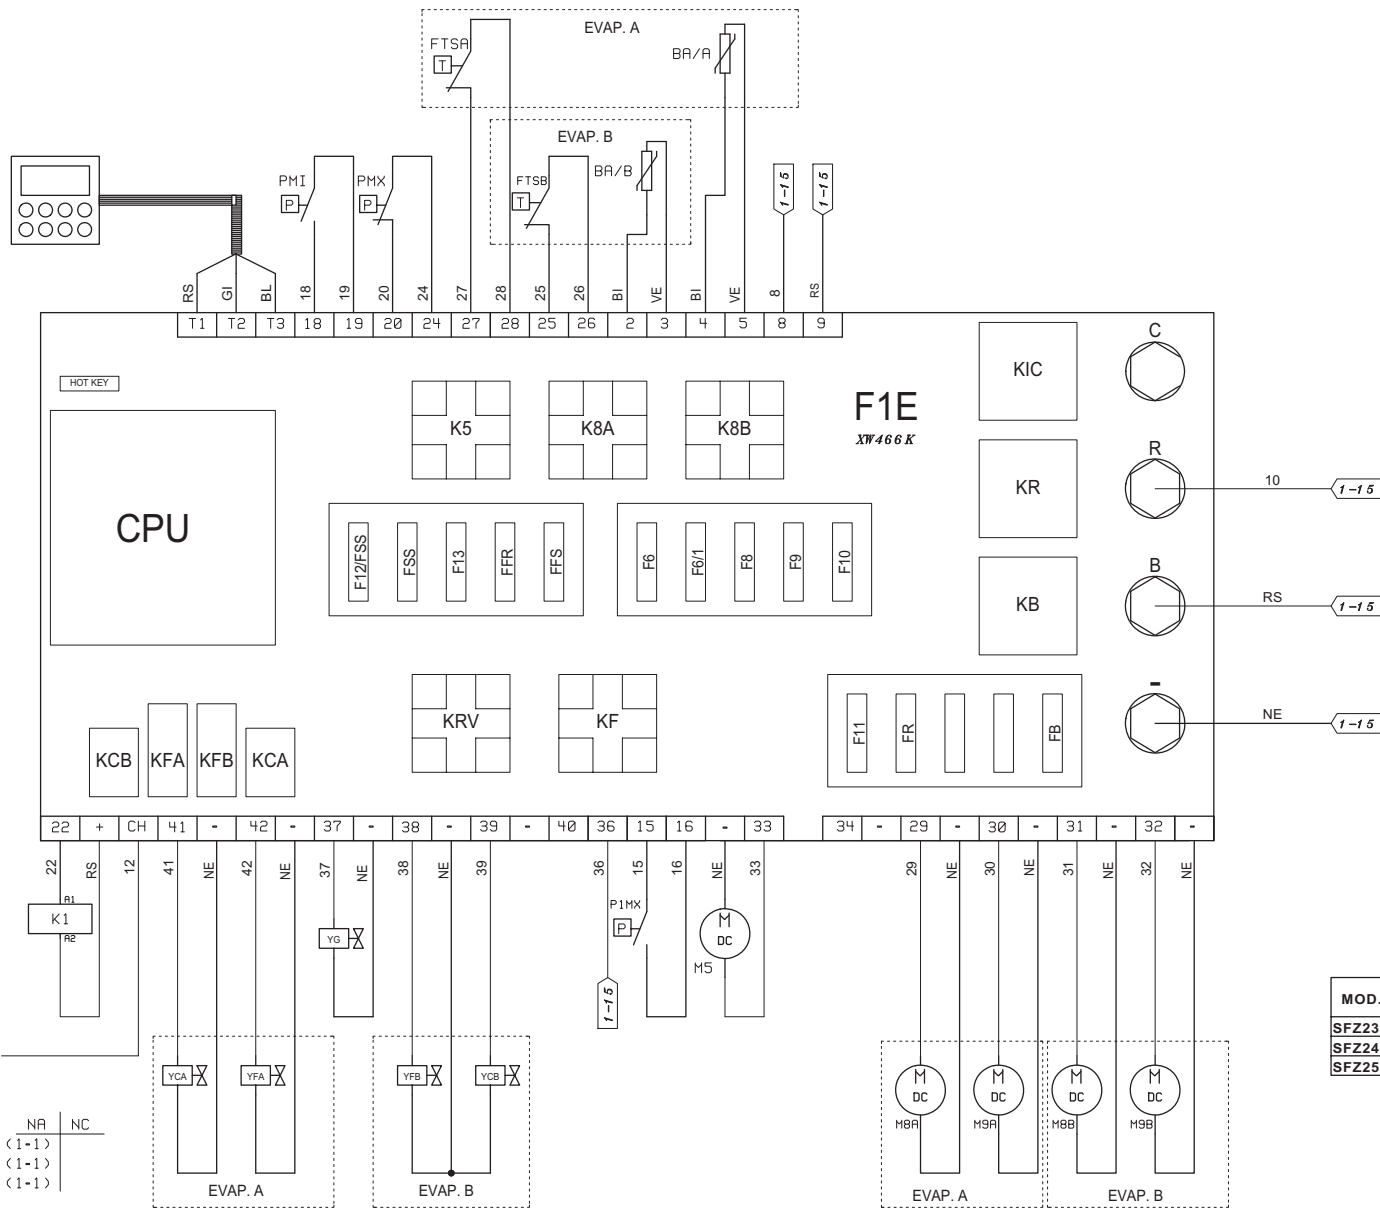 EVAP. A
FTSA
T
BA/A
EVAP. B
FTSB
T
BA/B
PMI
P
PMX
P
1-15
1-15
RS
GI
BL
18
19
20
24
27
28
25
26
BI
VE
BI
VE
8
RS
T1 T2 T3 18 19 20 24 27 28 25 26 2 3 4 5 8 9
HOT KEY
CPU
K5
K8A
K8B
F1E
XW466K
KIC
KR
KB
C
R
B
-
10
1-15
RS
1-15
NE
1-15
F12/FSS
FSS
F13
FFR
FFS
F6
F6/1
F8
F9
F10
KRV
KF
F11
FR
FB
KCB
KFA
KFB
KCA
22 + CH 41 - 42 - 37 - 38 - 39 - 40 36 15 16 - 33
34 - 29 - 30 - 31 - 32 -
22
RS
12
41
NE
42
NE
37
NE
38
NE
39
36
15
16
NE
33
29
NE
30
NE
31
NE
32
NE
A1
K1
A2
YG
P1MX
P
M
DC
M5
1-15
YCA
YFA
EVAP. A
YFB
YCB
EVAP. B
M
DC
M8A
M
DC
M9A
EVAP. A
M
DC
M8B
M
DC
M9B
EVAP. B
MOD.
SFZ23
SFZ24
SFZ25
NA NC
(1-1)
(1-1)
(1-1)